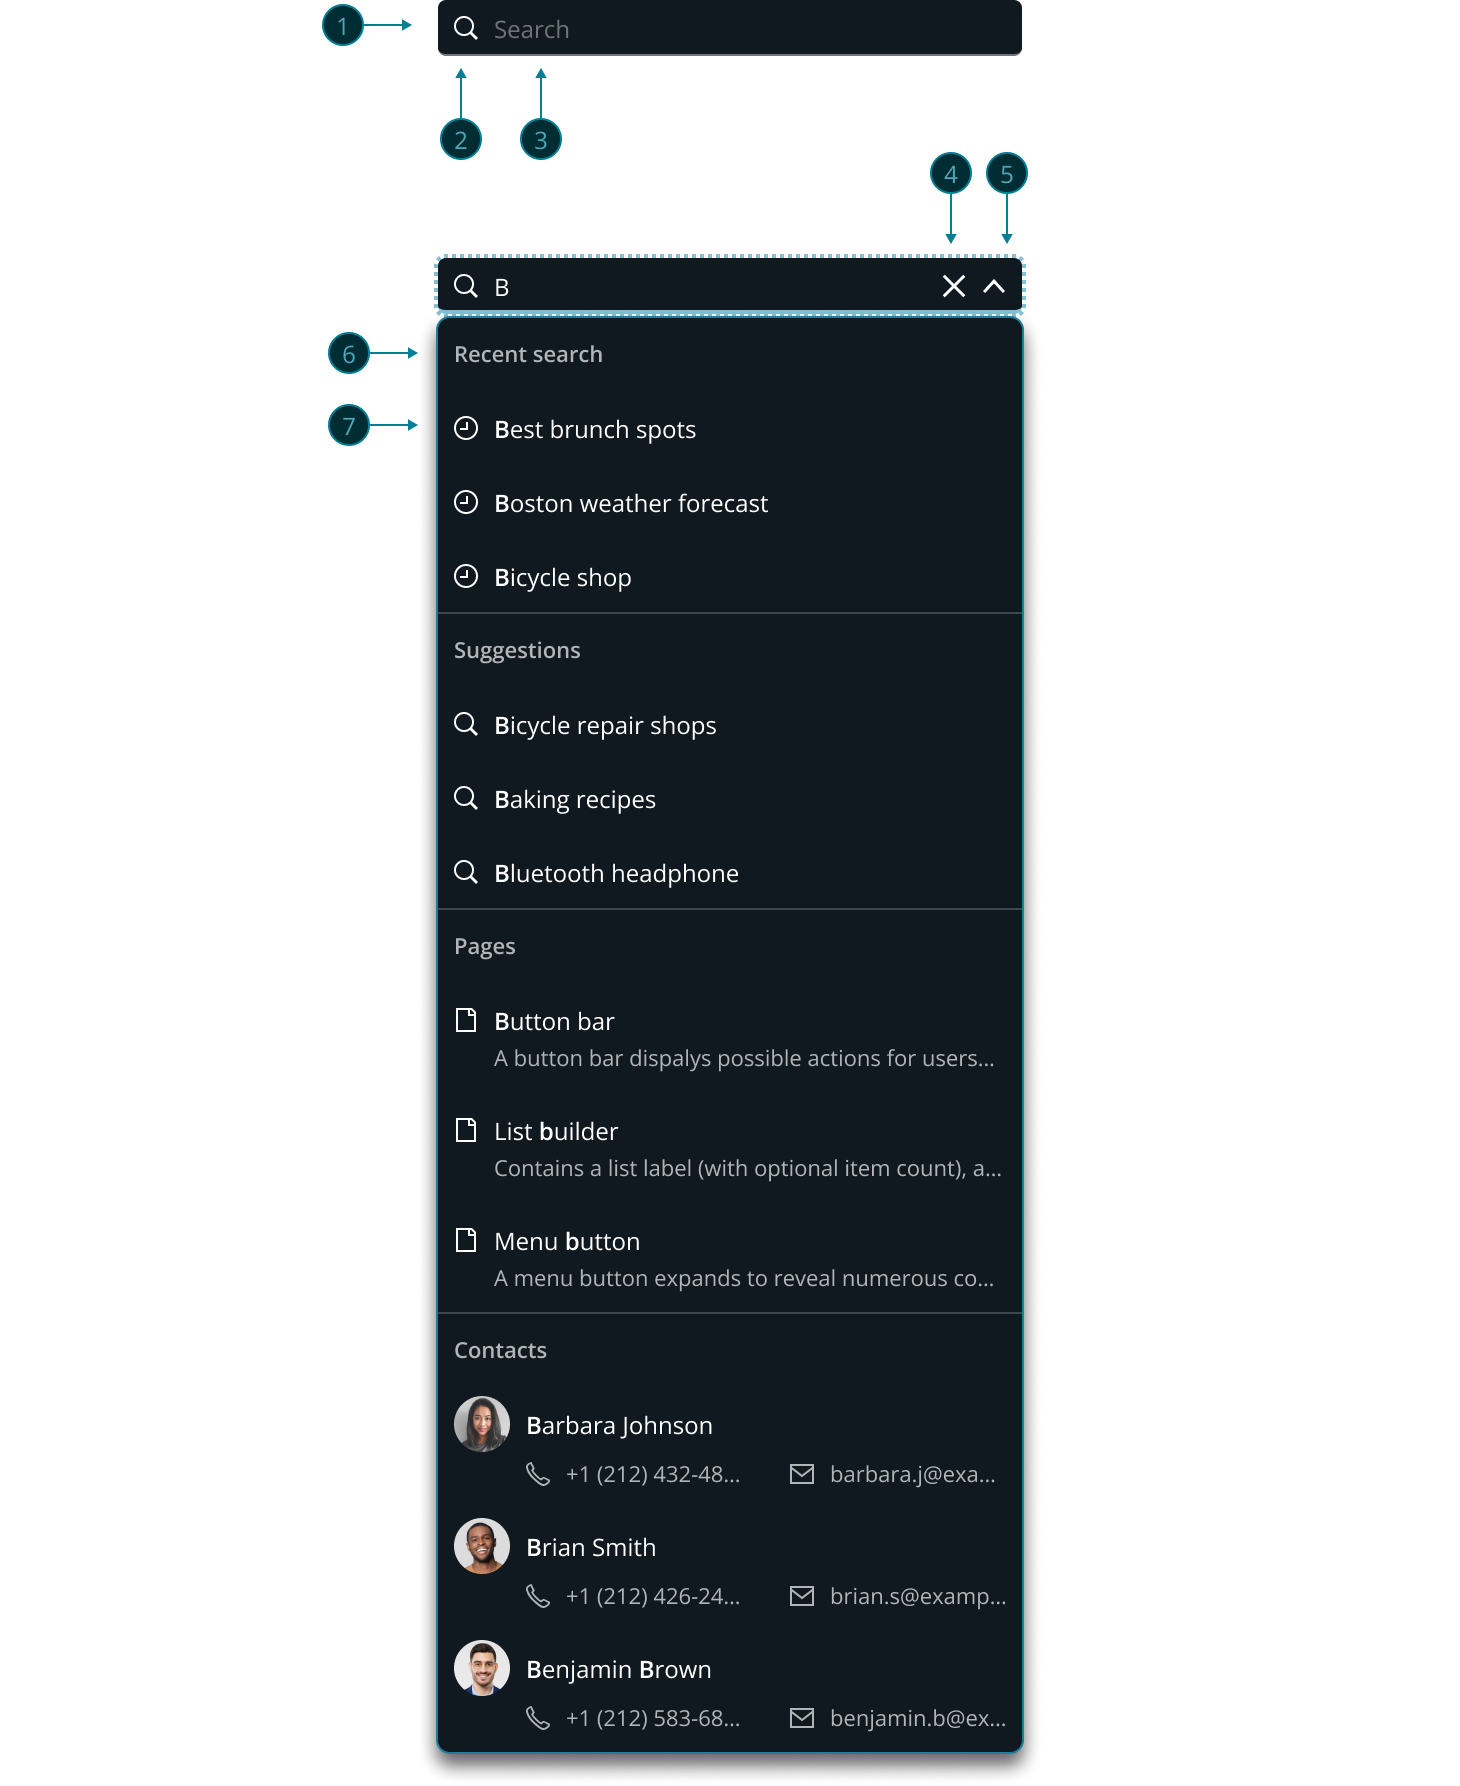 1
Search
2
3
4
5
B
6
Recent search
7
Best brunch spots
Boston weather forecast
Bicycle shop
Suggestions
Bicycle repair shops
Baking recipes
Bluetooth headphone
Pages
Button bar
A button bar dispalys possible actions for users...
List builder
Contains a list label (with optional item count), a...
Menu button
A menu button expands to reveal numerous co...
Contacts
Barbara Johnson
+1 (212) 432-48... barbara.j@exa...
Brian Smith
+1 (212) 426-24... brian.s@examp...
Benjamin Brown
+1 (212) 583-68... benjamin.b@ex...